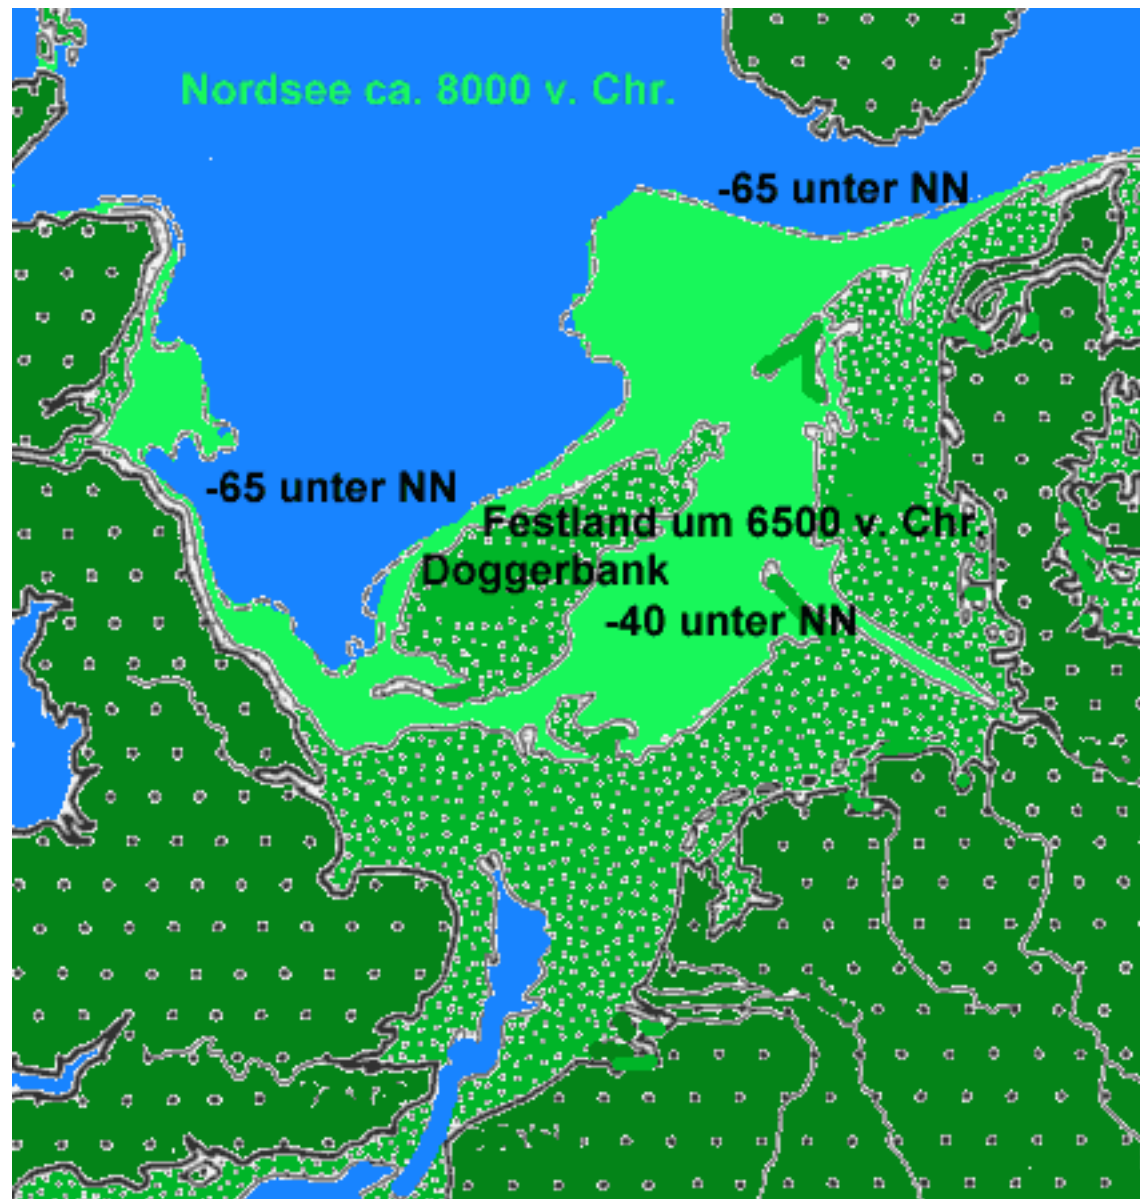 Nordsee ca. 8000 v. Chr.
-65 unter NN
-65 unter NN
Festland um 6500 v. Chr.
Doggerbank
-40 unter NN